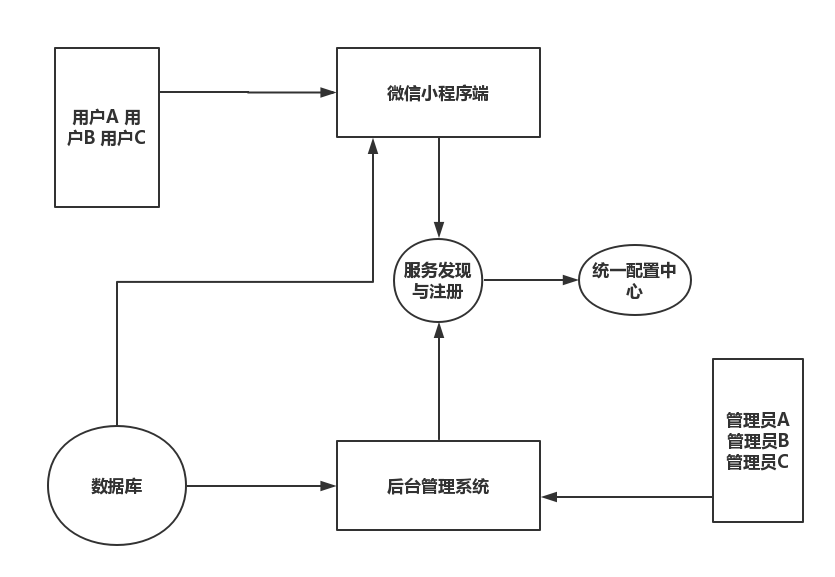 用户A 用
户B 用户C
微信小程序端
服务发现
与注册
统一配置中
心
管理员A
管理员B
管理员C
数据库
后台管理系统